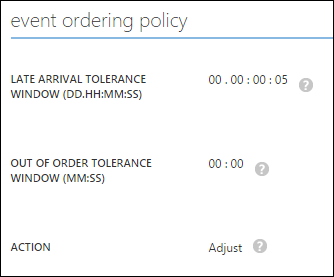 event ordering policy
LATE ARRIVAL TOLERANCE 00 . 00 : 00 : 05 ?
WINDOW (DD.HH:MM:SS)
OUT OF ORDER TOLERANCE 00 : 00 ?
WINDOW (MM:SS)
ACTION Adjust ?